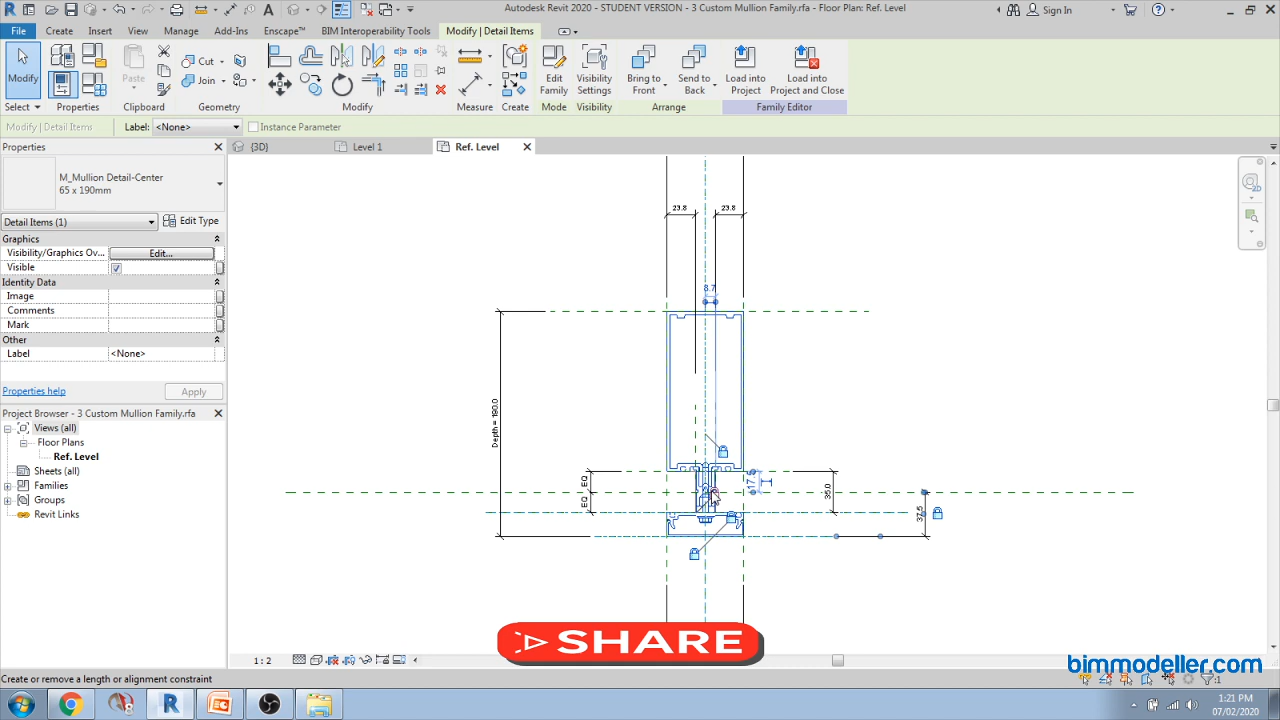 Autodesk Revit 2020 - STUDENT VERSION - 3 Custom Mullion Family.rfa - Floor Plan: Ref. Level
Sign In
File Create Insert View Manage Add-Ins Enscape™ BIM Interoperability Tools Modify | Detail Items
Modify
Paste
Cut
Join
Edit Family
Visibility Settings
Bring to Front
Send to Back
Load into Project
Load into Project and Close
Select Properties Clipboard Geometry Modify Measure Create Mode Visibility Arrange Family Editor
Modify | Detail Items Label: <None> Instance Parameter
Properties
{3D} Level 1 Ref. Level
M_Mullion Detail-Center
65 x 190mm
Detail Items (1) Edit Type
Graphics
Visibility/Graphics Ov... Edit...
Visible
Identity Data
Image
Comments
Mark
Other
Label <None>
Properties help Apply
Project Browser - 3 Custom Mullion Family.rfa
Views (all)
Floor Plans
Ref. Level
Sheets (all)
Families
Groups
Revit Links
23.8 23.8
8.7
Depth = 190.0
EQ
EQ
17.5
35.0
37.5
2D
SHARE
1 : 2
bimmodeller.com
Create or remove a length or alignment constraint
:1
1:21 PM
07/02/2020